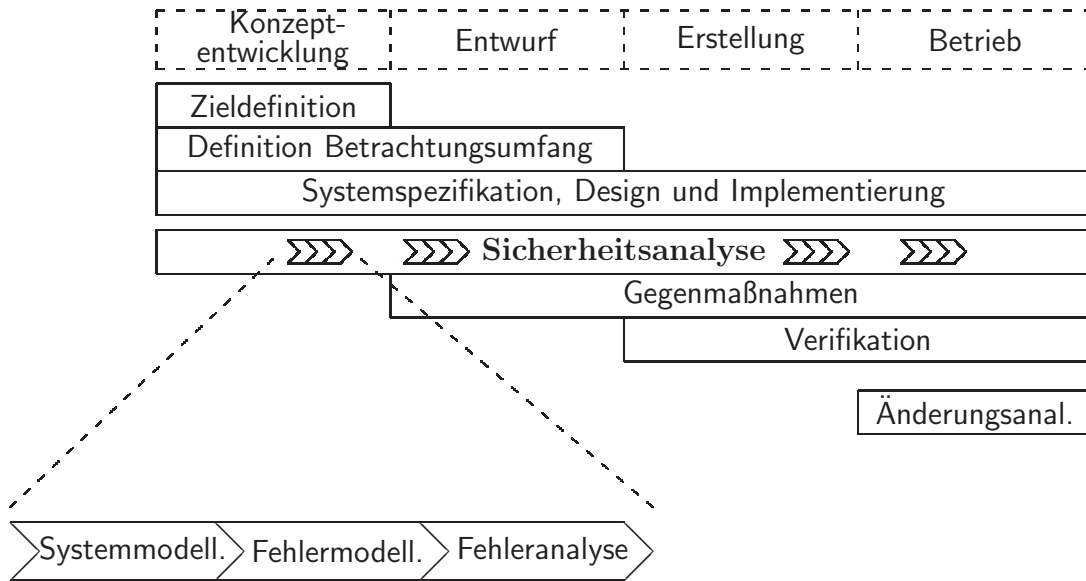 Konzept-
entwicklung
Entwurf
Erstellung
Betrieb
Zieldefinition
Definition Betrachtungsumfang
Systemspezifikation, Design und Implementierung
Sicherheitsanalyse
Gegenmaßnahmen
Verifikation
Änderungsanal.
Systemmodell.
Fehlermodell.
Fehleranalyse